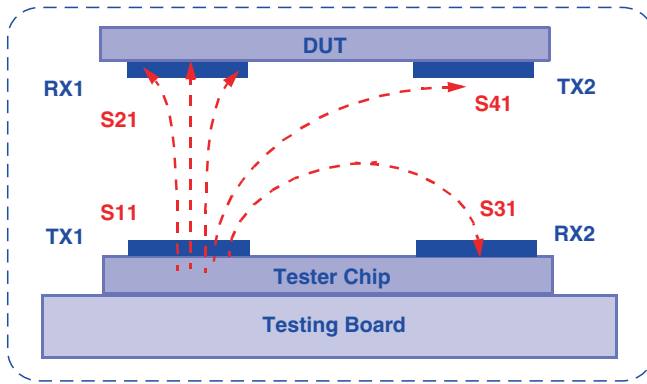 DUT
RX1
TX2
S21
S41
S11
S31
TX1
RX2
Tester Chip
Testing Board